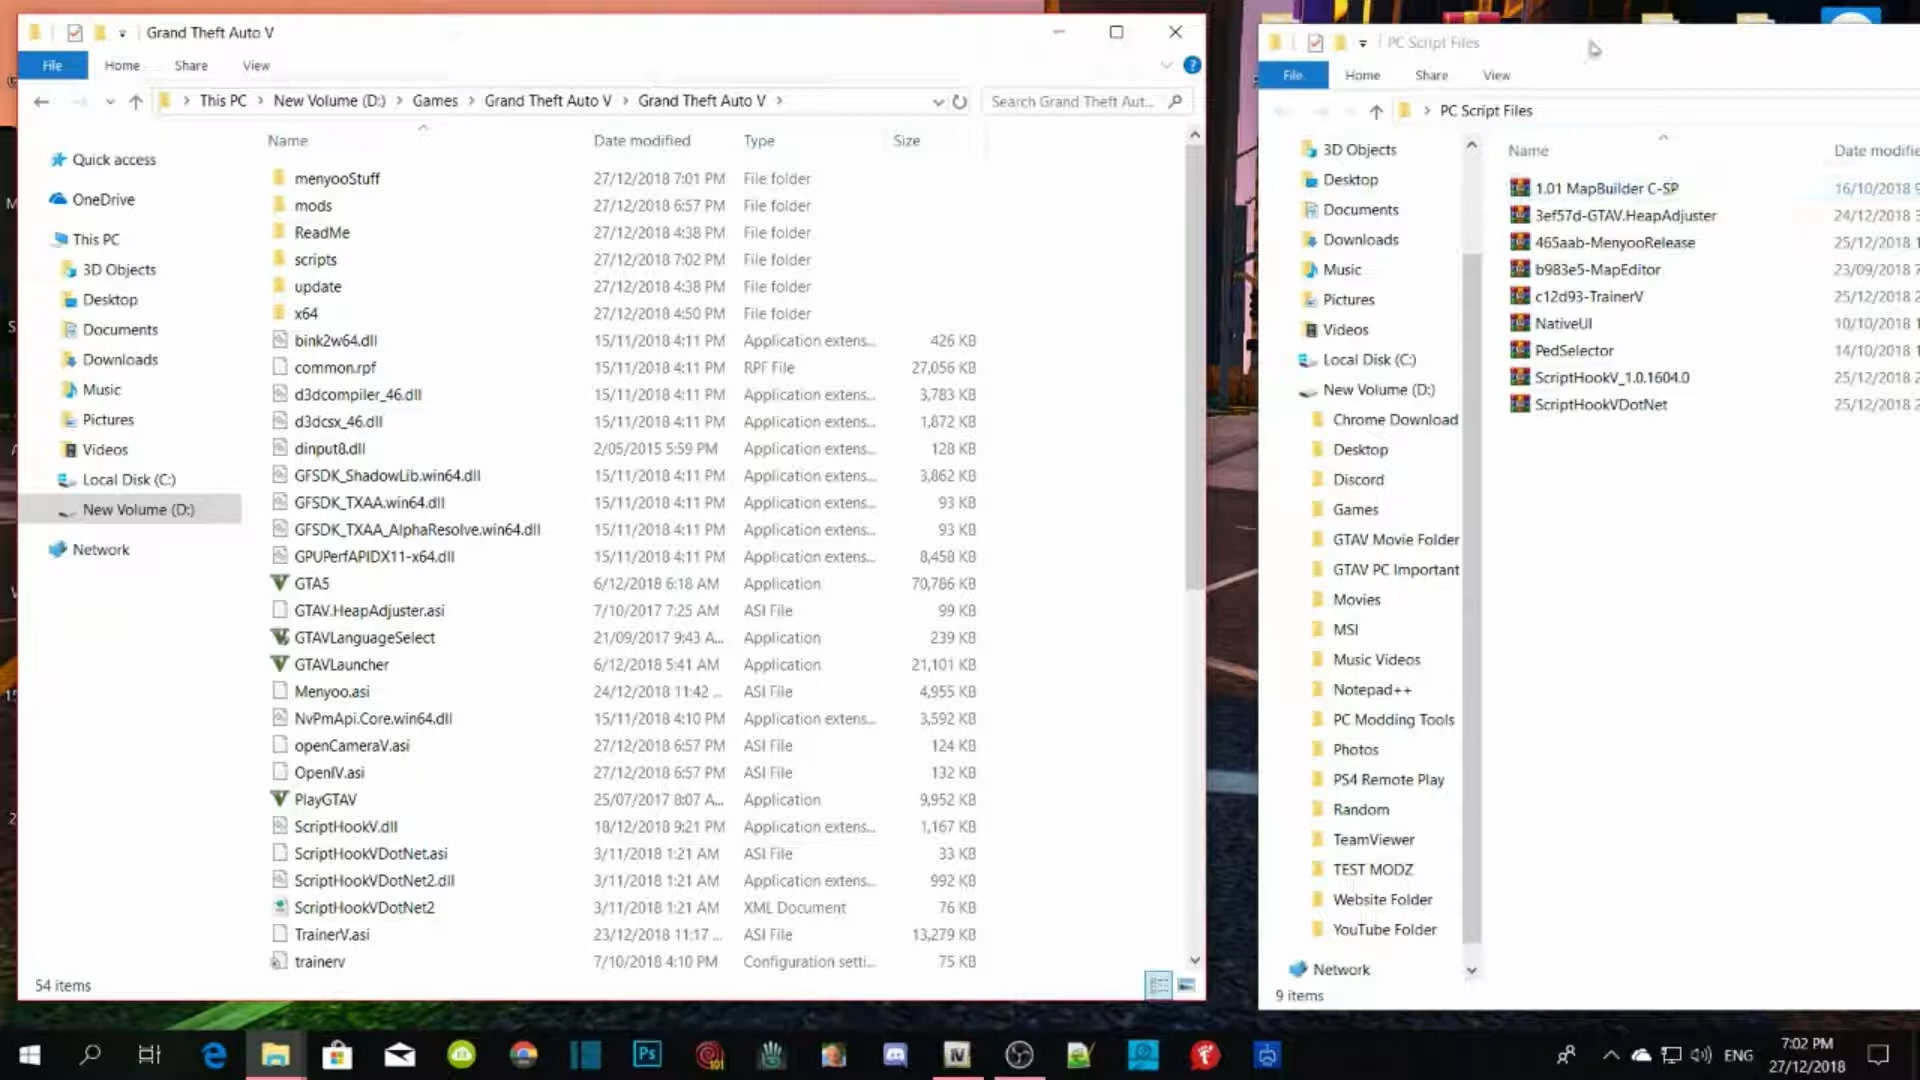 Grand Theft Auto V
File Home Share View
This PC New Volume (D:) Games Grand Theft Auto V Grand Theft Auto V
Search Grand Theft Aut...
Name Date modified Type Size
Quick access
OneDrive
This PC
3D Objects
Desktop
Documents
Downloads
Music
Pictures
Videos
Local Disk (C:)
New Volume (D:)
Network
menyooStuff 27/12/2018 7:01 PM File folder
mods 27/12/2018 6:57 PM File folder
ReadMe 27/12/2018 4:38 PM File folder
scripts 27/12/2018 7:02 PM File folder
update 27/12/2018 4:38 PM File folder
x64 27/12/2018 4:50 PM File folder
bink2w64.dll 15/11/2018 4:11 PM Application extens... 426 KB
common.rpf 15/11/2018 4:11 PM RPF File 27,056 KB
d3dcompiler_46.dll 15/11/2018 4:11 PM Application extens... 3,783 KB
d3dcsx_46.dll 15/11/2018 4:11 PM Application extens... 1,872 KB
dinput8.dll 2/05/2015 5:59 PM Application extens... 128 KB
GFSDK_ShadowLib.win64.dll 15/11/2018 4:11 PM Application extens... 3,862 KB
GFSDK_TXAA.win64.dll 15/11/2018 4:11 PM Application extens... 93 KB
GFSDK_TXAA_AlphaResolve.win64.dll 15/11/2018 4:11 PM Application extens... 93 KB
GPUPerfAPIDX11-x64.dll 15/11/2018 4:11 PM Application extens... 8,458 KB
GTA5 6/12/2018 6:18 AM Application 70,786 KB
GTAV.HeapAdjuster.asi 7/10/2017 7:25 AM ASI File 99 KB
GTAVLanguageSelect 21/09/2017 9:43 A... Application 239 KB
GTAVLauncher 6/12/2018 5:41 AM Application 21,101 KB
Menyoo.asi 24/12/2018 11:42 ... ASI File 4,955 KB
NvPmApi.Core.win64.dll 15/11/2018 4:10 PM Application extens... 3,592 KB
openCameraV.asi 27/12/2018 6:57 PM ASI File 124 KB
OpenIV.asi 27/12/2018 6:57 PM ASI File 132 KB
PlayGTAV 25/07/2017 8:07 A... Application 9,952 KB
ScriptHookV.dll 18/12/2018 9:21 PM Application extens... 1,167 KB
ScriptHookVDotNet.asi 3/11/2018 1:21 AM ASI File 33 KB
ScriptHookVDotNet2.dll 3/11/2018 1:21 AM Application extens... 992 KB
ScriptHookVDotNet2 3/11/2018 1:21 AM XML Document 76 KB
TrainerV.asi 23/12/2018 11:17 ... ASI File 13,279 KB
trainerv 7/10/2018 4:10 PM Configuration setti... 75 KB
54 items
PC Script Files
File Home Share View
PC Script Files
Name Date modifie
3D Objects
Desktop
Documents
Downloads
Music
Pictures
Videos
Local Disk (C:)
New Volume (D:)
Chrome Download
Desktop
Discord
Games
GTAV Movie Folder
GTAV PC Important
Movies
MSI
Music Videos
Notepad++
PC Modding Tools
Photos
PS4 Remote Play
Random
TeamViewer
TEST MODZ
Website Folder
YouTube Folder
Network
1.01 MapBuilder C-SP 16/10/2018 9
3ef57d-GTAV.HeapAdjuster 24/12/2018 3
465aab-MenyooRelease 25/12/2018 1
b983e5-MapEditor 23/09/2018 7
c12d93-TrainerV 25/12/2018 2
NativeUI 10/10/2018 1
PedSelector 14/10/2018 1
ScriptHookV_1.0.1604.0 25/12/2018 2
ScriptHookVDotNet 25/12/2018 2
9 items
Ps
101
IV
ENG
7:02 PM
27/12/2018